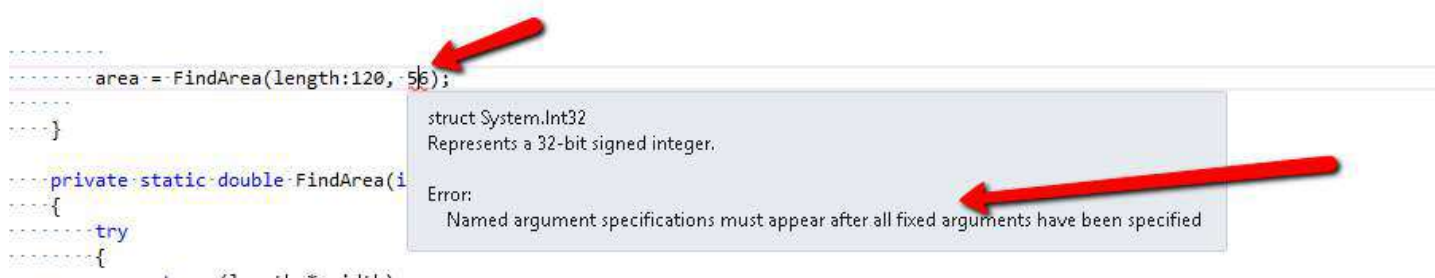 area = FindArea(length:120, 56);
struct System.Int32
Represents a 32-bit signed integer.
}
private static double FindArea(i
Error:
{
Named argument specifications must appear after all fixed arguments have been specified
try
{